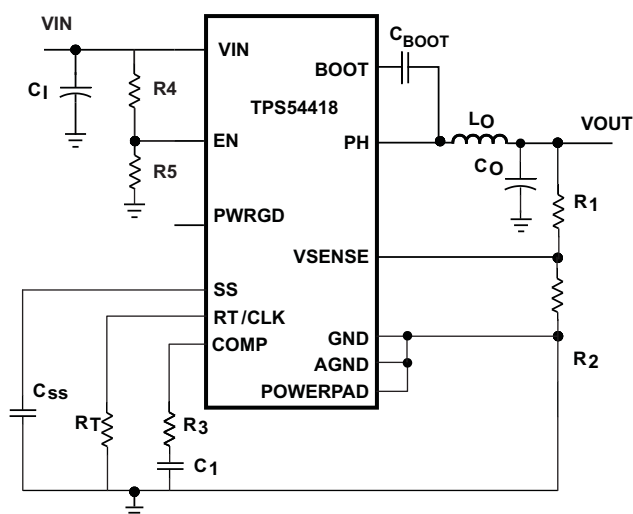 VIN
VIN
CBOOT
BOOT
CI
R4
TPS54418
LO
VOUT
EN
PH
CO
R5
R1
PWRGD
VSENSE
SS
RT/CLK
GND
COMP
AGND
R2
POWERPAD
Css
RT
R3
C1